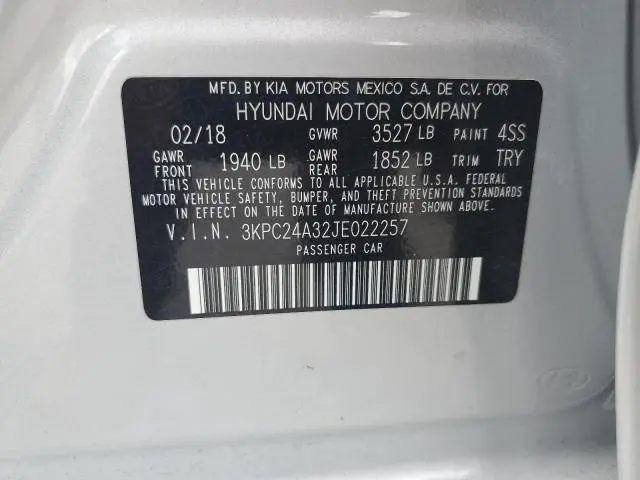 MFD. BY KIA MOTORS MEXICO S.A. DE C.V. FOR
HYUNDAI MOTOR COMPANY
02/18 GVWR 3527 LB PAINT 4SS
GAWR FRONT 1940 LB GAWR REAR 1852 LB TRIM TRY
THIS VEHICLE CONFORMS TO ALL APPLICABLE U.S.A. FEDERAL
MOTOR VEHICLE SAFETY, BUMPER, AND THEFT PREVENTION STANDARDS
IN EFFECT ON THE DATE OF MANUFACTURE SHOWN ABOVE.
V.I.N. 3KPC24A32JE022257
PASSENGER CAR